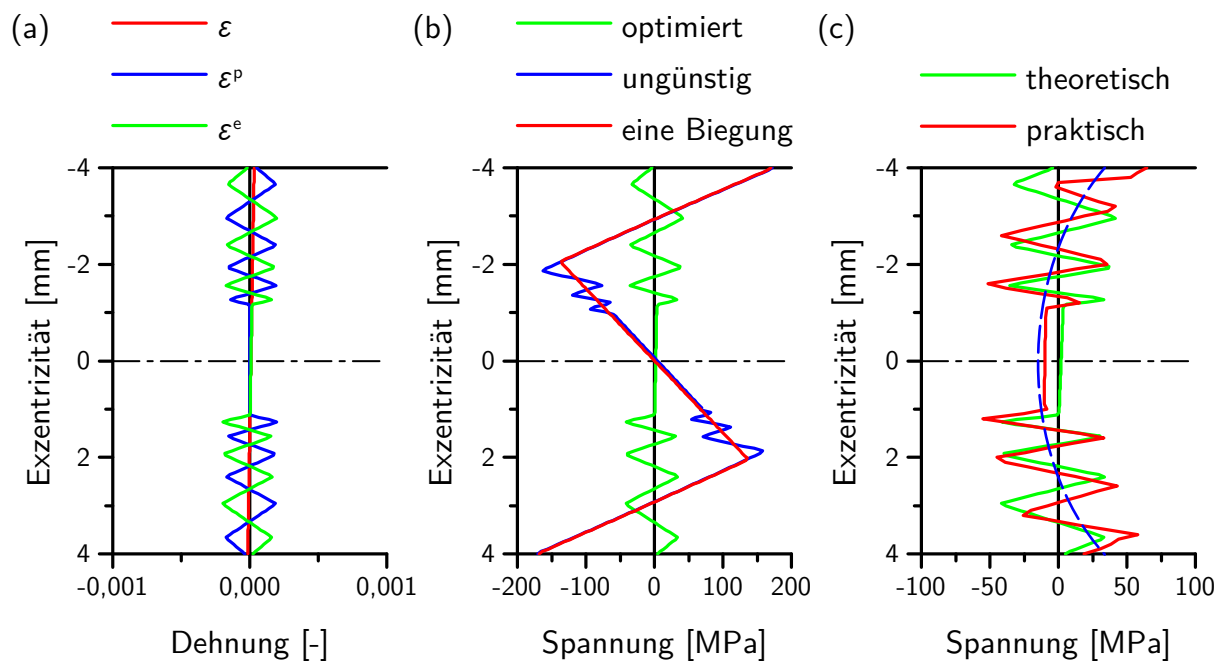 (a)
ε
εᵖ
εᵉ
(b)
optimiert
ungünstig
eine Biegung
(c)
theoretisch
praktisch
Exzentrizität [mm]
-4
-2
0
2
4
-0,001
0,000
0,001
Dehnung [-]
Exzentrizität [mm]
-4
-2
0
2
4
-200
-100
0
100
200
Spannung [MPa]
Exzentrizität [mm]
-4
-2
0
2
4
-100
-50
0
50
100
Spannung [MPa]